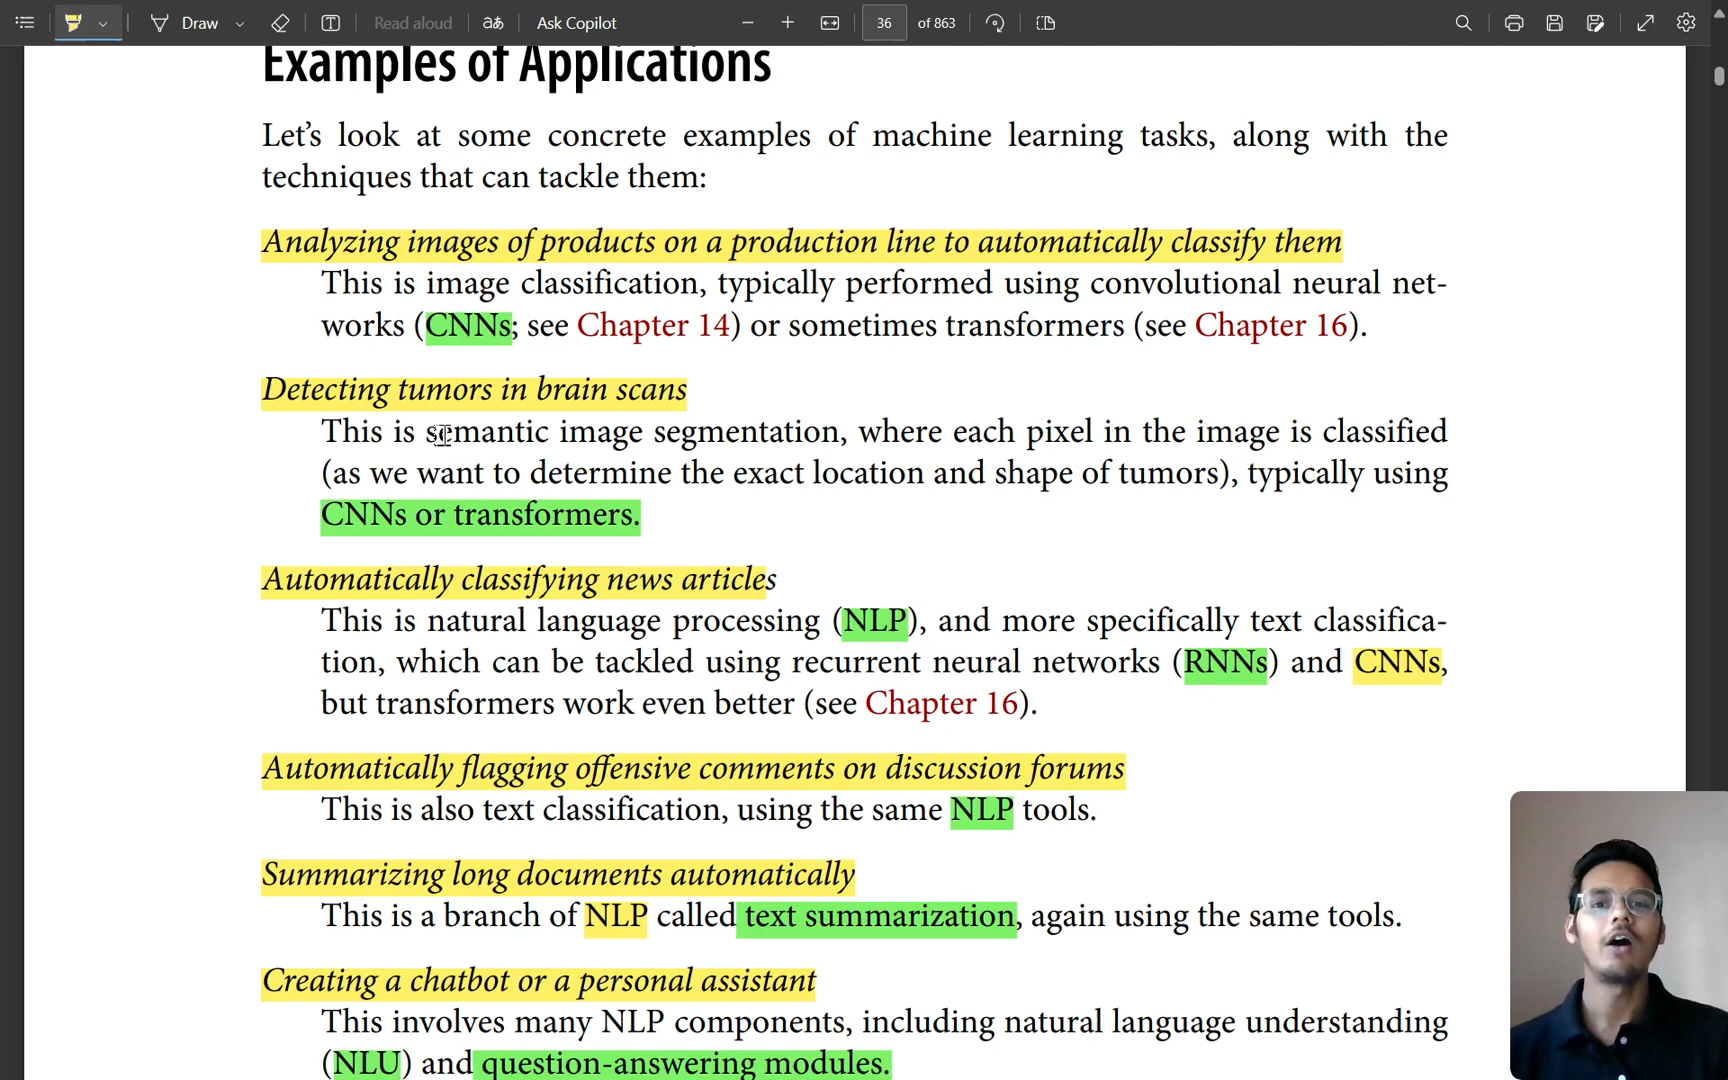 Draw
Read aloud
aあ
Ask Copilot
36 of 863
Examples of Applications
Let's look at some concrete examples of machine learning tasks, along with the
techniques that can tackle them:
Analyzing images of products on a production line to automatically classify them
This is image classification, typically performed using convolutional neural net-
works (CNNs; see Chapter 14) or sometimes transformers (see Chapter 16).
Detecting tumors in brain scans
This is semantic image segmentation, where each pixel in the image is classified
(as we want to determine the exact location and shape of tumors), typically using
CNNs or transformers.
Automatically classifying news articles
This is natural language processing (NLP), and more specifically text classifica-
tion, which can be tackled using recurrent neural networks (RNNs) and CNNs,
but transformers work even better (see Chapter 16).
Automatically flagging offensive comments on discussion forums
This is also text classification, using the same NLP tools.
Summarizing long documents automatically
This is a branch of NLP called text summarization, again using the same tools.
Creating a chatbot or a personal assistant
This involves many NLP components, including natural language understanding
(NLU) and question-answering modules.